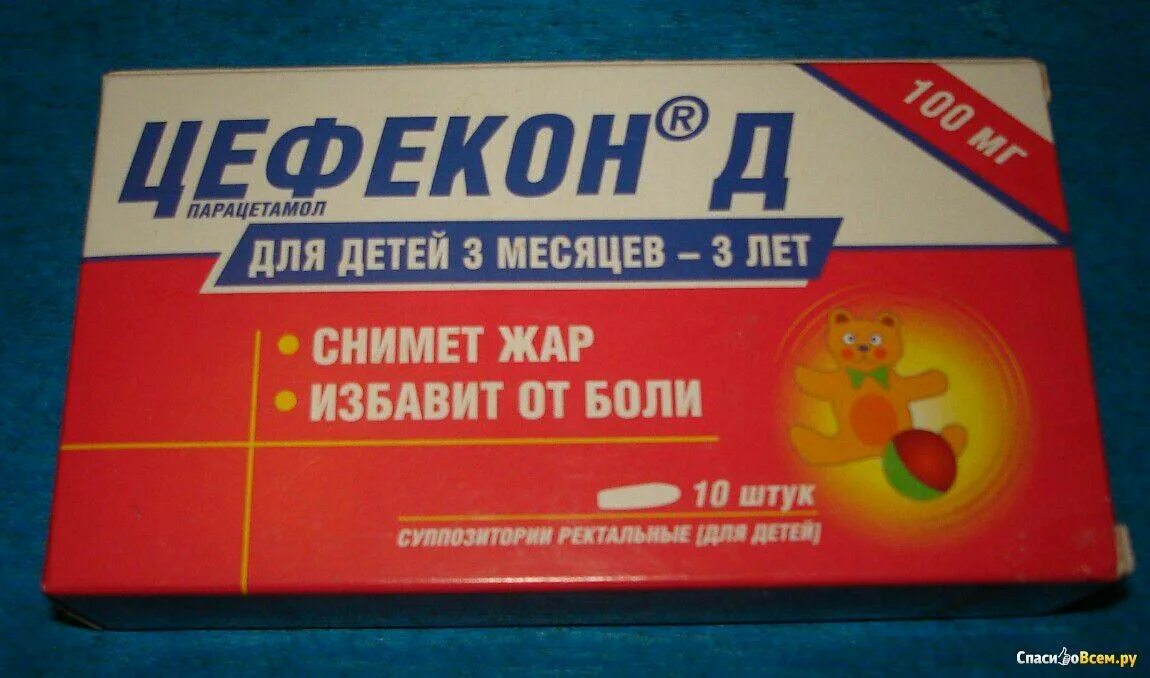 ЦЕФЕКОН® Д
100 МГ
ПАРАЦЕТАМОЛ
ДЛЯ ДЕТЕЙ 3 МЕСЯЦЕВ – 3 ЛЕТ
• СНИМЕТ ЖАР
• ИЗБАВИТ ОТ БОЛИ
10 штук
СУППОЗИТОРИИ РЕКТАЛЬНЫЕ [ДЛЯ ДЕТЕЙ]
СпасибоВсем.ру